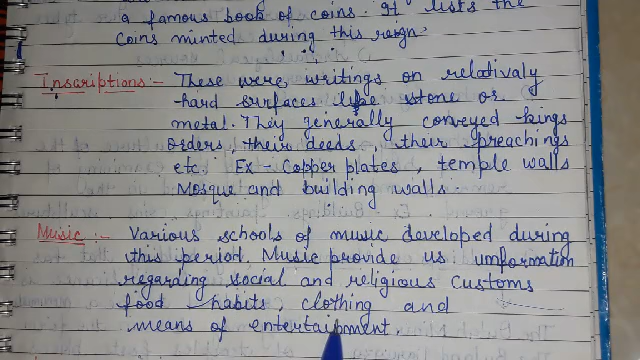 a famous book of coins. It lists the
coins minted during this reign
Inscriptions :- These were writings on relativaly
hard surfaces like stone or
metal. They generally conveyed kings
orders, their deeds, their preachings
etc. Ex - Copper plates, temple walls
Mosque and building walls.
Music :- Various schools of music developed during
this period. Music provide us information
regarding social and religious customs
food habits clothing and
means of entertainment